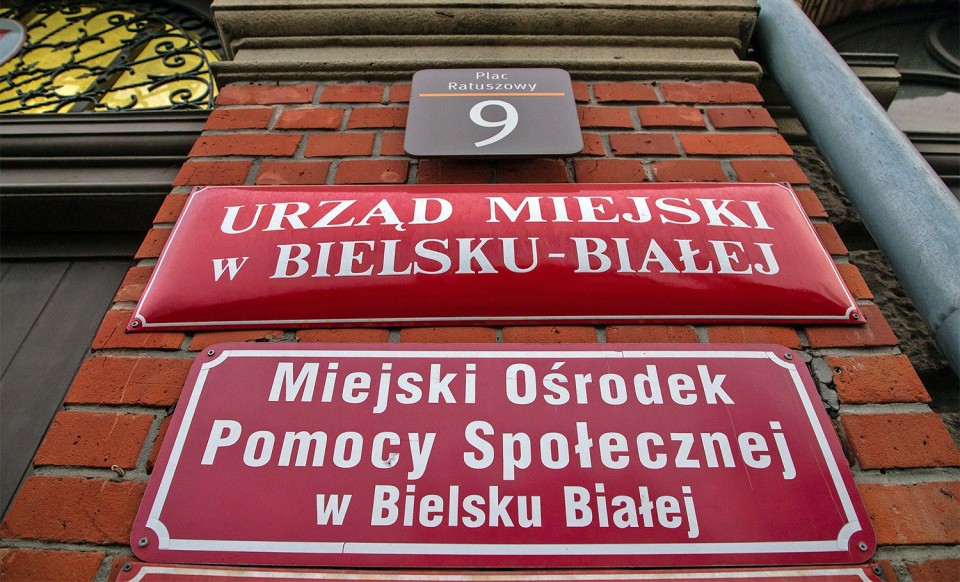 Plac
Ratuszowy
9
URZĄD MIEJSKI
w BIELSKU-BIAŁEJ
Miejski Ośrodek
Pomocy Społecznej
w Bielsku Białej